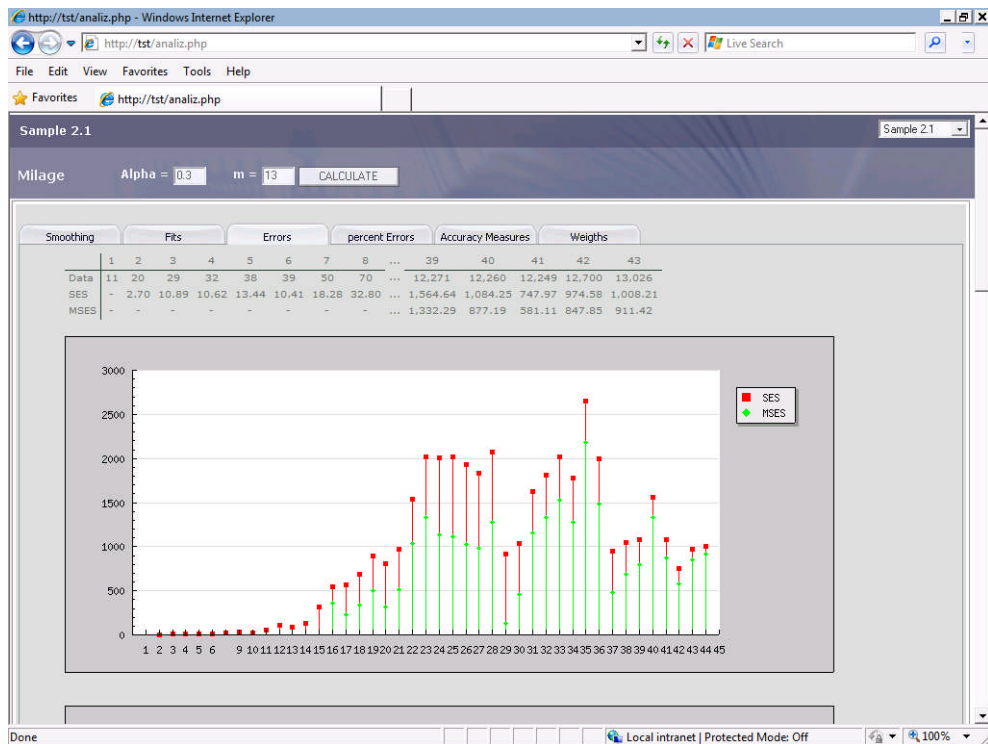 http://tst/analiz.php - Windows Internet Explorer
http://tst/analiz.php Live Search
File Edit View Favorites Tools Help
Favorites http://tst/analiz.php
Sample 2.1 Sample 2.1
Milage Alpha = 0.3 m = 13 CALCULATE
Smoothing Fits Errors percent Errors Accuracy Measures Weigths
1 2 3 4 5 6 7 8 ... 39 40 41 42 43
Data 11 20 29 32 38 39 50 70 ... 12,271 12,260 12,249 12,700 13,026
SES - 2.70 10.89 10.62 13.44 10.41 18.28 32.80 ... 1,564.64 1,084.25 747.97 974.58 1,008.21
MSES - - - - - - - - ... 1,332.29 877.19 581.11 847.85 911.42
3000
2500
2000
1500
1000
500
0
SES
MSES
1 2 3 4 5 6 9 10 11 12 13 14 15 16 17 18 19 20 21 22 23 24 25 26 27 28 29 30 31 32 33 34 35 36 37 38 39 40 41 42 43 44 45
Done Local intranet | Protected Mode: Off 100%